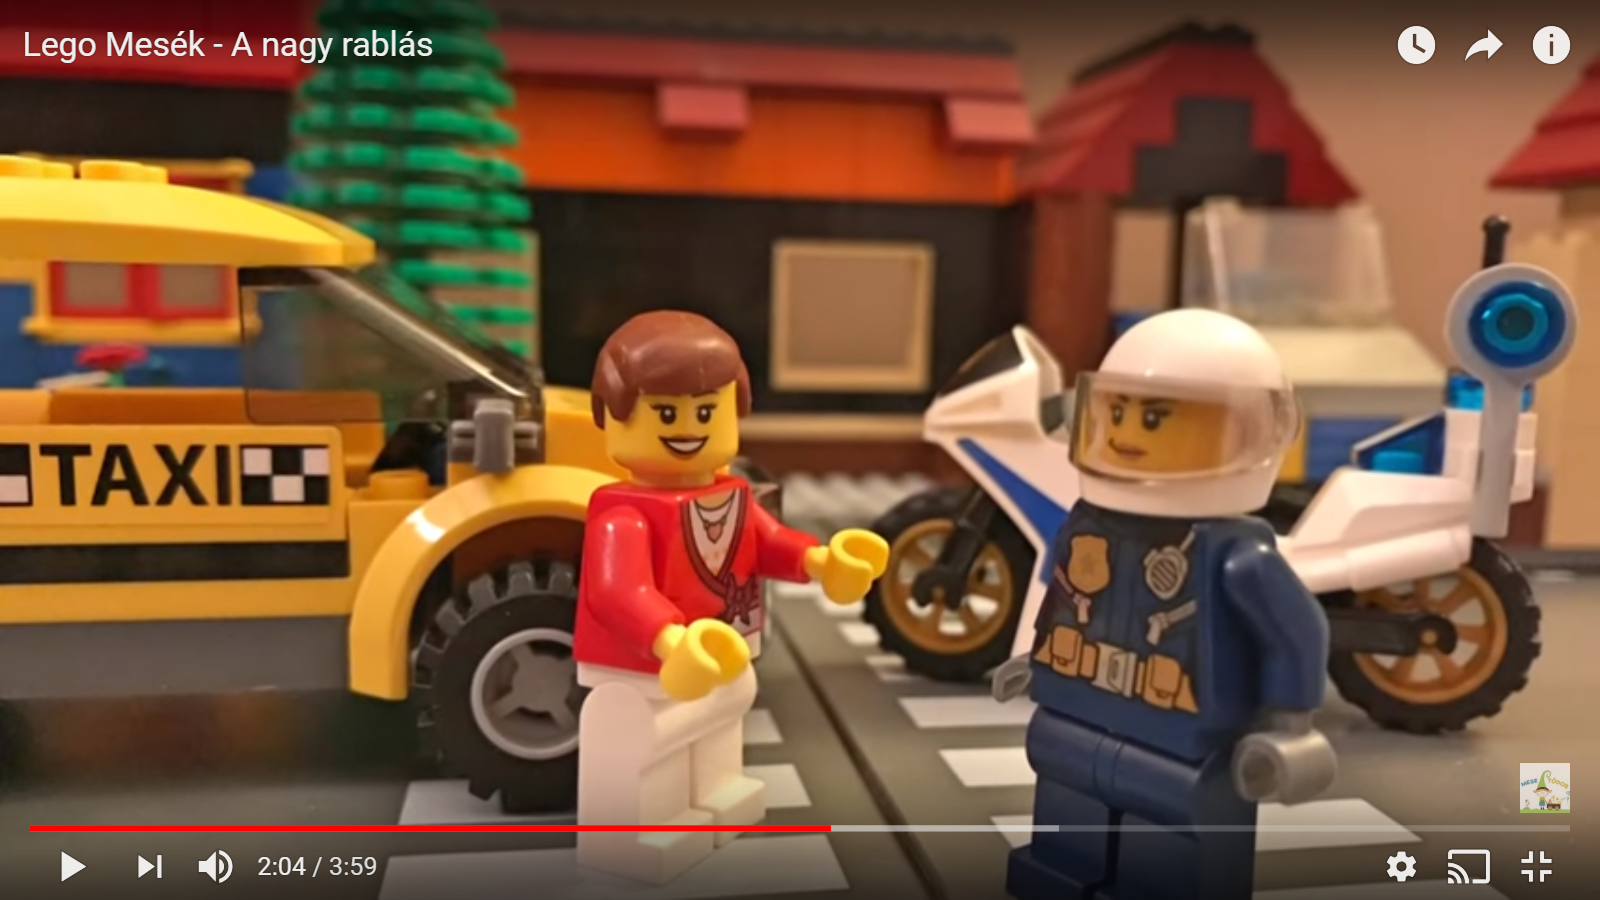 Lego Mesék - A nagy rablás
TAXI
2:04 / 3:59